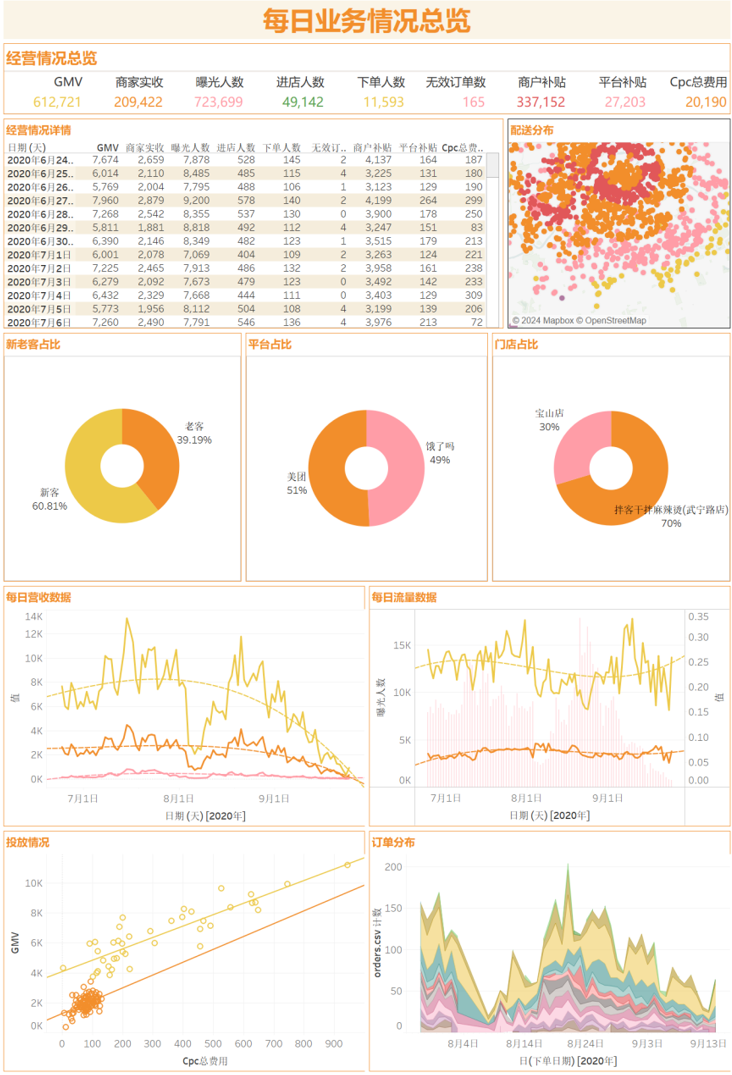 每日业务情况总览
经营情况总览
GMV 商家实收 曝光人数 进店人数 下单人数 无效订单数 商户补贴 平台补贴 Cpc总费用
612,721 209,422 723,699 49,142 11,593 165 337,152 27,203 20,190
经营情况详情
日期 (天) GMV 商家实收 曝光人数 进店人数 下单人数 无效订.. 商户补贴 平台补贴 Cpc总费..
2020年6月24.. 7,674 2,659 7,878 528 145 2 4,137 164 187
2020年6月25.. 6,014 2,110 8,485 485 115 4 3,225 131 180
2020年6月26.. 5,769 2,004 7,795 488 106 1 3,123 129 190
2020年6月27.. 7,960 2,879 9,200 578 140 2 4,199 264 299
2020年6月28.. 7,268 2,542 8,355 537 130 0 3,900 178 250
2020年6月29.. 5,811 1,881 8,818 492 112 4 3,247 151 83
2020年6月30.. 6,390 2,146 8,349 482 123 1 3,515 179 213
2020年7月1日 6,001 2,078 7,069 404 109 2 3,263 124 221
2020年7月2日 7,225 2,465 7,913 486 132 2 3,958 161 238
2020年7月3日 6,279 2,092 7,673 479 123 0 3,492 142 233
2020年7月4日 6,432 2,329 7,668 444 111 0 3,403 129 309
2020年7月5日 5,773 1,956 8,112 504 108 4 3,199 139 206
2020年7月6日 7,260 2,490 7,791 546 136 4 3,976 213 72
配送分布
© 2024 Mapbox © OpenStreetMap
新老客占比
老客
39.19%
新客
60.81%
平台占比
饿了吗
49%
美团
51%
门店占比
宝山店
30%
拌客干拌麻辣烫(武宁路店)
70%
每日营收数据
14K
12K
10K
8K
6K
4K
2K
0K
值
7月1日 8月1日 9月1日
日期 (天) [2020年]
每日流量数据
15K
10K
5K
0K
曝光人数
0.35
0.30
0.25
0.20
0.15
0.10
0.05
0.00
值
7月1日 8月1日 9月1日
日期 (天) [2020年]
投放情况
10K
8K
6K
4K
2K
0K
GMV
0 100 200 300 400 500 600 700 800 900
Cpc总费用
订单分布
200
150
100
50
0
orders.csv 计数
8月4日 8月14日 8月24日 9月3日 9月13日
日(下单日期) [2020年]